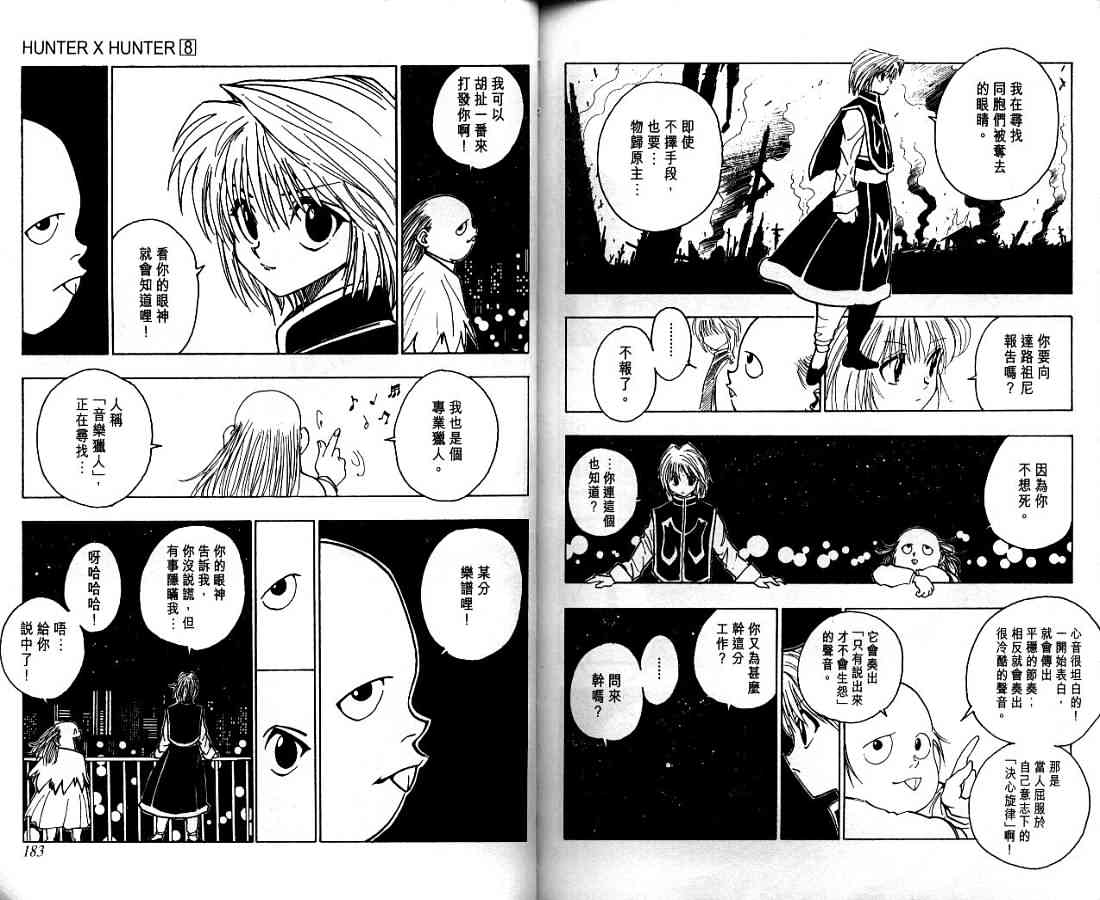 HUNTER X HUNTER 8
我在尋找
同胞們被奪去
的眼睛。
即使
不擇手段，
也要…
物歸原主…
你要向
達路祖尼
報告嗎？
……
不報了。
因為你
不想死。
…你連這個
也知道？
心音很坦白的！
一開始表白，
就會傳出
平穩的節奏；
相反就會奏出
很冷酷的聲音。
那是
當人屈服於
自己意志下的
「決心旋律」啊！
它會奏出
「只有說出來
才不會生怨」
的聲音。
你又為甚麼
幹這分
工作？
……
問來
幹嗎？
我可以
胡扯一番來
打發你啊！
看你的眼神
就會知道哩！
我也是個
專業獵人。
人稱
「音樂獵人」，
正在尋找…
某分
樂譜哩！
你的眼神
告訴我，
你沒說謊，但
有事隱瞞我…
呀哈哈哈！
唔…
給你
說中了！
183